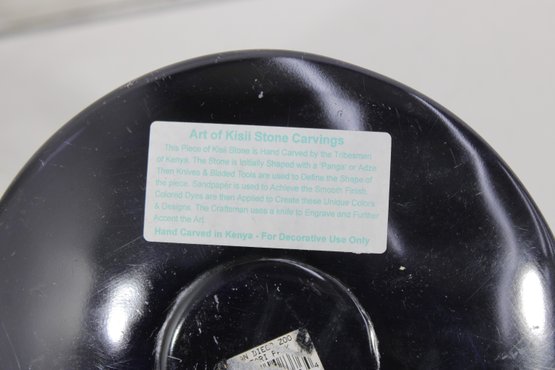 Art of Kisii Stone Carvings
This Piece of Kisii Stone is Hand Carved by the Tribesmen
of Kenya. The Stone is Initially Shaped with a 'Panga' or Adze
Then Knives & Bladed Tools are used to Define the Shape of
the piece. Sandpaper is used to Achieve the Smooth Finish.
Colored Dyes are then Applied to Create these Unique Colors
& Designs. The Craftsman uses a knife to Engrave and Further
Accent the Art.
Hand Carved in Kenya - For Decorative Use Only
DIEGO ZOO